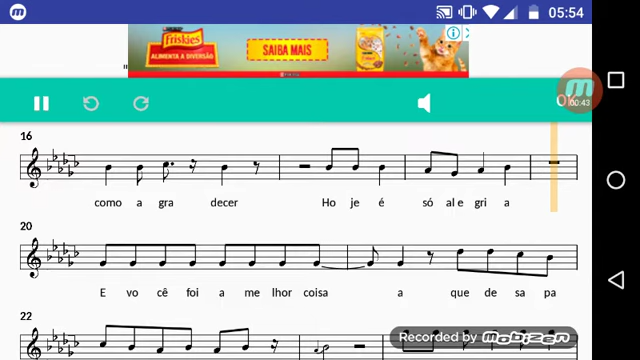 05:54
Friskies
ALIMENTA A DIVERSÃO
SAIBA MAIS
00:43
16
como a gra decer Ho je é só al e gri a
20
E vo cê foi a me lhor coisa a que de sa pa
22
Recorded by mobizen